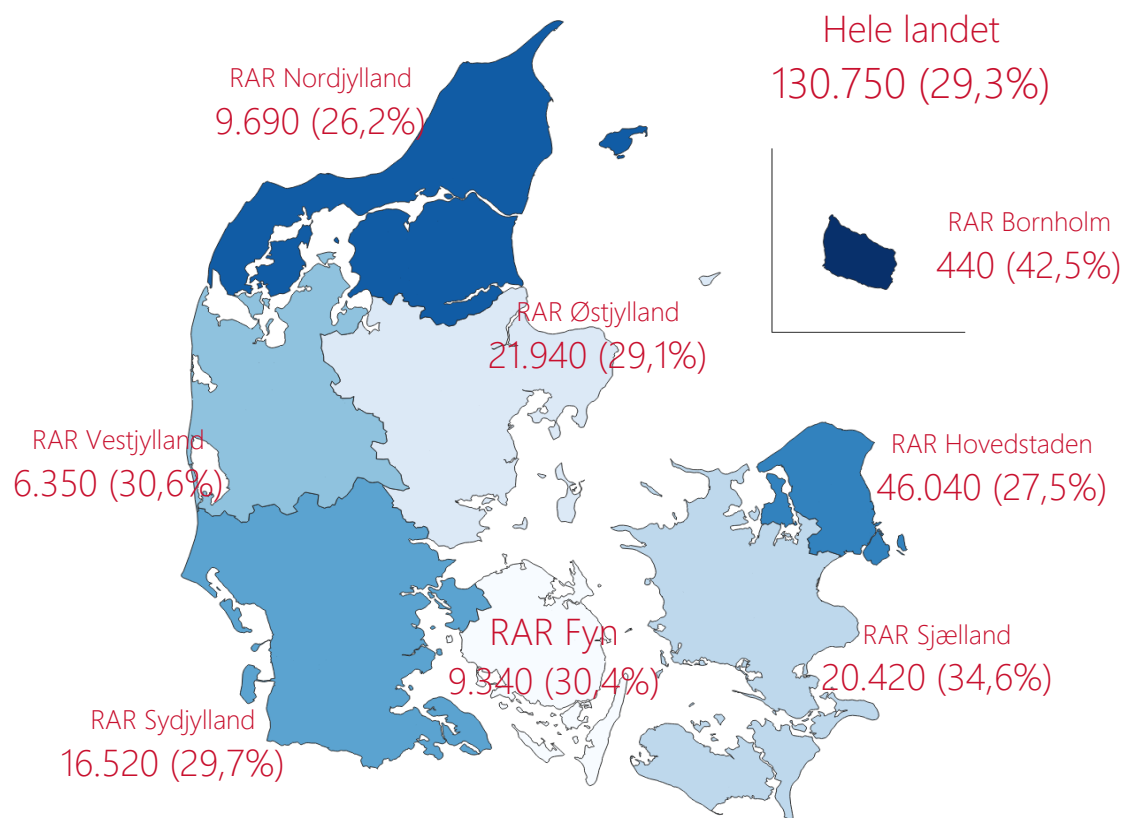 Hele landet
130.750 (29,3%)
RAR Nordjylland
9.690 (26,2%)
RAR Bornholm
440 (42,5%)
RAR Østjylland
21.940 (29,1%)
RAR Vestjylland
6.350 (30,6%)
RAR Hovedstaden
46.040 (27,5%)
RAR Fyn
9.340 (30,4%)
RAR Sjælland
20.420 (34,6%)
RAR Sydjylland
16.520 (29,7%)